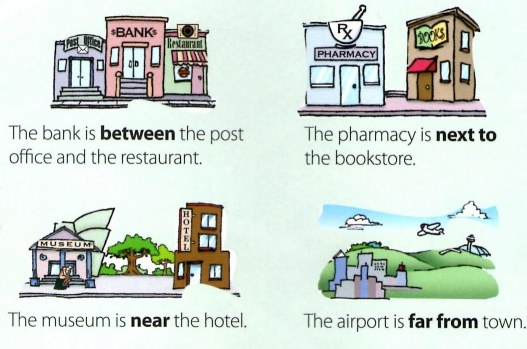 Post Office
$BANK$
Restaurant
The bank is between the post
office and the restaurant.
RX
PHARMACY
BOOKS
The pharmacy is next to
the bookstore.
MUSEUM
HOTEL
The museum is near the hotel.
The airport is far from town.